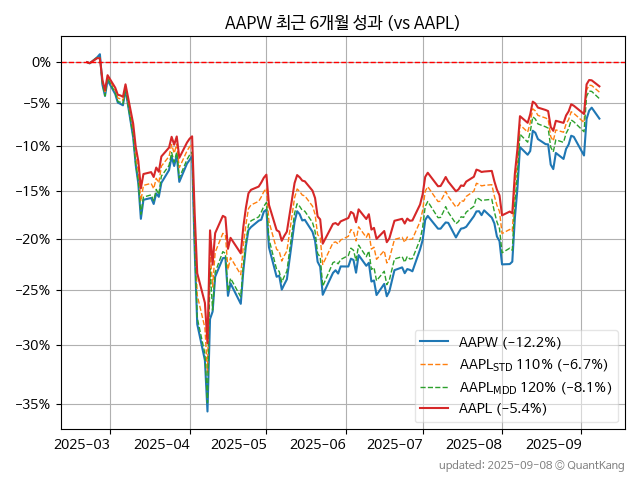 AAPW 최근 6개월 성과 (vs AAPL)
0%
−5%
−10%
−15%
−20%
−25%
−30%
−35%
AAPW (−12.2%)
AAPLSTD 110% (−6.7%)
AAPLMDD 120% (−8.1%)
AAPL (−5.4%)
2025-03 2025-04 2025-05 2025-06 2025-07 2025-08 2025-09
updated: 2025-09-08 © QuantKang